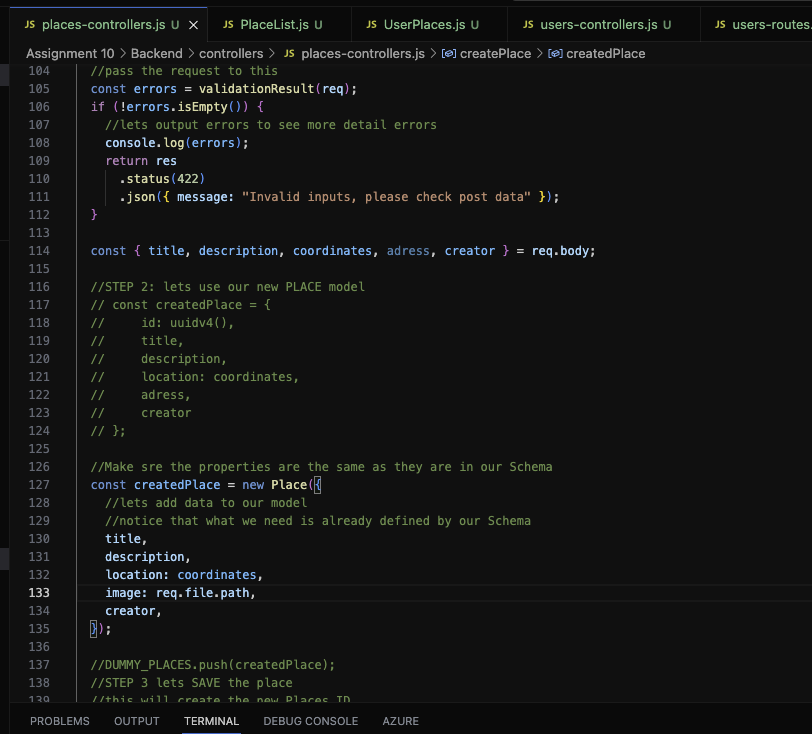 JS places-controllers.js U × JS PlaceList.js U JS UserPlaces.js U JS users-controllers.js U JS users-routes.
Assignment 10 > Backend > controllers > JS places-controllers.js > createPlace > createdPlace
104 //pass the request to this
105 const errors = validationResult(req);
106 if (!errors.isEmpty()) {
107 //lets output errors to see more detail errors
108 console.log(errors);
109 return res
110 .status(422)
111 .json({ message: "Invalid inputs, please check post data" });
112 }
113
114 const { title, description, coordinates, adress, creator } = req.body;
115
116 //STEP 2: lets use our new PLACE model
117 // const createdPlace = {
118 //     id: uuidv4(),
119 //     title,
120 //     description,
121 //     location: coordinates,
122 //     adress,
123 //     creator
124 // };
125
126 //Make sre the properties are the same as they are in our Schema
127 const createdPlace = new Place({
128 //lets add data to our model
129 //notice that what we need is already defined by our Schema
130 title,
131 description,
132 location: coordinates,
133 image: req.file.path,
134 creator,
135 });
136
137 //DUMMY_PLACES.push(createdPlace);
138 //STEP 3 lets SAVE the place
139 //this will create the new Places ID
PROBLEMS OUTPUT TERMINAL DEBUG CONSOLE AZURE